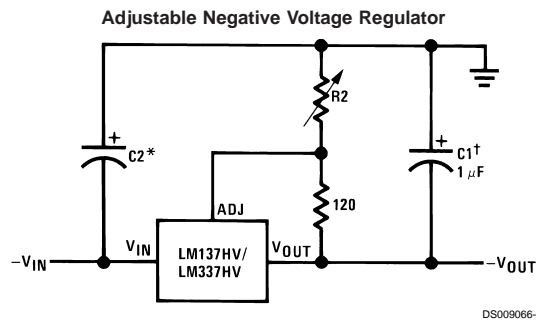 Adjustable Negative Voltage Regulator
R2
+
C2*
+
C1†
1 μF
ADJ
120
VIN
LM137HV/
LM337HV
VOUT
−VIN
−VOUT
DS009066-